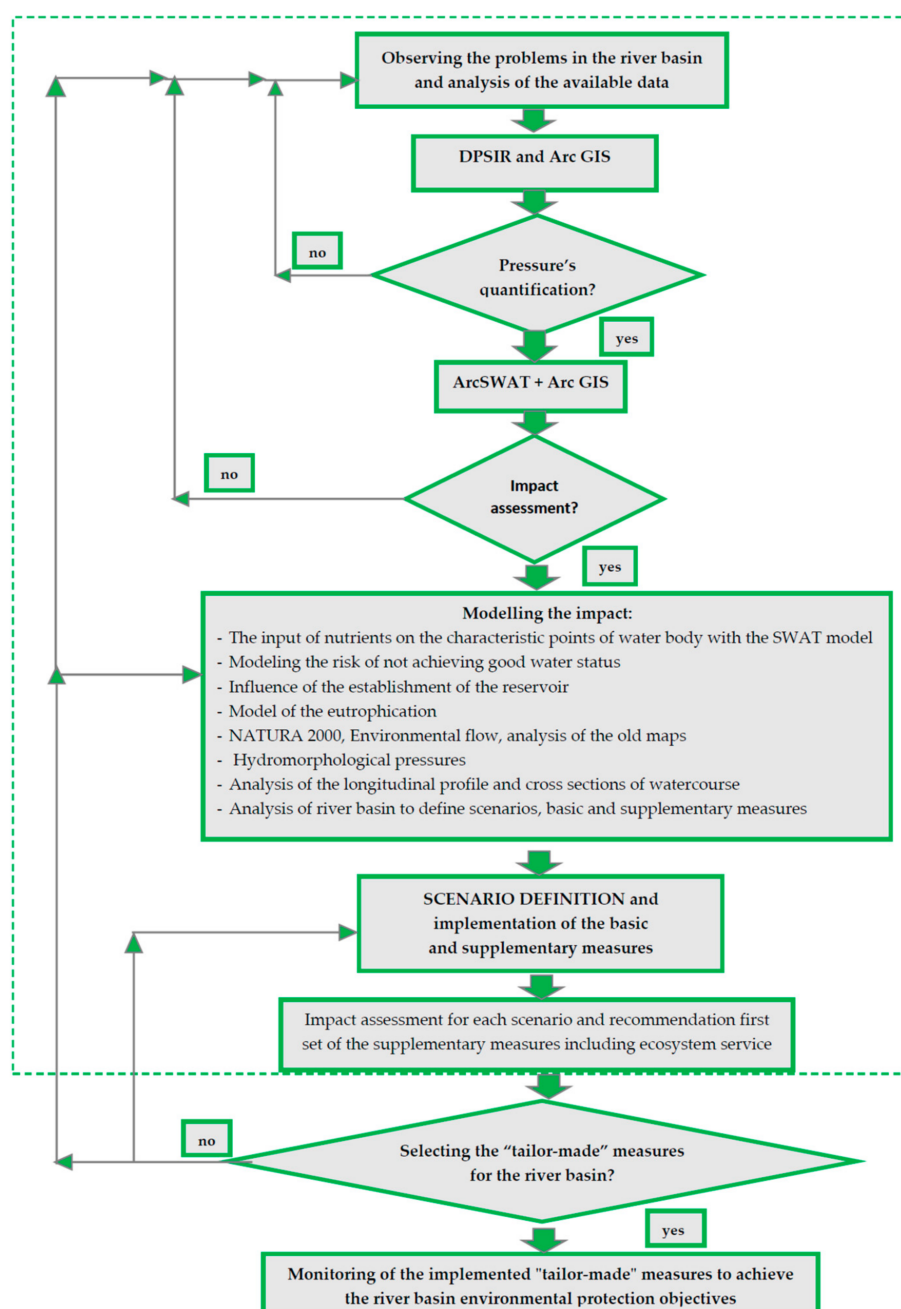 Observing the problems in the river basin
and analysis of the available data
DPSIR and Arc GIS
no
Pressure's
quantification?
yes
ArcSWAT + Arc GIS
no
Impact
assessment?
yes
Modelling the impact:
- The input of nutrients on the characteristic points of water body with the SWAT model
- Modeling the risk of not achieving good water status
- Influence of the establishment of the reservoir
- Model of the eutrophication
- NATURA 2000, Environmental flow, analysis of the old maps
- Hydromorphological pressures
- Analysis of the longitudinal profile and cross sections of watercourse
- Analysis of river basin to define scenarios, basic and supplementary measures
SCENARIO DEFINITION and
implementation of the basic
and supplementary measures
Impact assessment for each scenario and recommendation first
set of the supplementary measures including ecosystem service
no
Selecting the “tailor-made” measures
for the river basin?
yes
Monitoring of the implemented "tailor-made" measures to achieve
the river basin environmental protection objectives